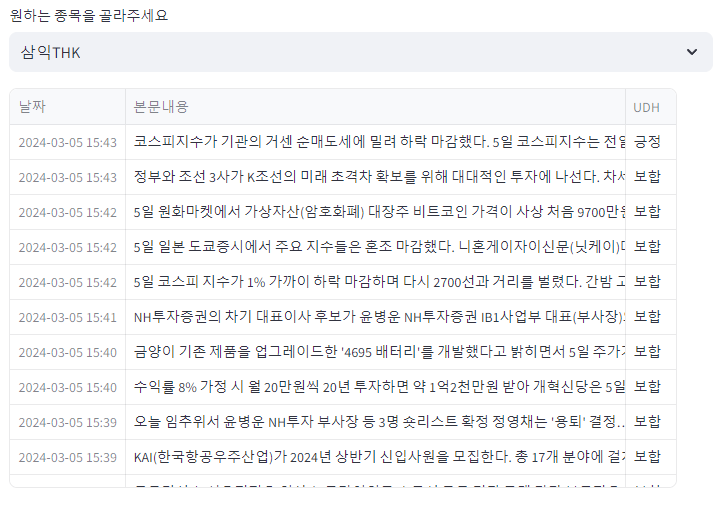 원하는 종목을 골라주세요
삼익THK
날짜 본문내용 UDH
2024-03-05 15:43 코스피지수가 기관의 거센 순매도세에 밀려 하락 마감했다. 5일 코스피지수는 전일 긍정
2024-03-05 15:43 정부와 조선 3사가 K조선의 미래 초격차 확보를 위해 대대적인 투자에 나선다. 차세 보합
2024-03-05 15:42 5일 원화마켓에서 가상자산(암호화폐) 대장주 비트코인 가격이 사상 처음 9700만원 보합
2024-03-05 15:42 5일 일본 도쿄증시에서 주요 지수들은 혼조 마감했다. 니혼게이자이신문(닛케이) 보합
2024-03-05 15:42 5일 코스피 지수가 1% 가까이 하락 마감하며 다시 2700선과 거리를 벌렸다. 간밤 보합
2024-03-05 15:41 NH투자증권의 차기 대표이사 후보가 윤병운 NH투자증권 IB1사업부 대표(부사장) 보합
2024-03-05 15:40 금양이 기존 제품을 업그레이드한 '4695 배터리'를 개발했다고 밝히면서 5일 주가 보합
2024-03-05 15:40 수익률 8% 가정 시 월 20만원씩 20년 투자하면 약 1억2천만원 받아 개혁신당은 5일 보합
2024-03-05 15:39 오늘 임추위서 윤병운 NH투자 부사장 등 3명 숏리스트 확정 정영채는 '용퇴' 결정.. 보합
2024-03-05 15:39 KAI(한국항공우주산업)가 2024년 상반기 신입사원을 모집한다. 총 17개 분야에 걸쳐 보합